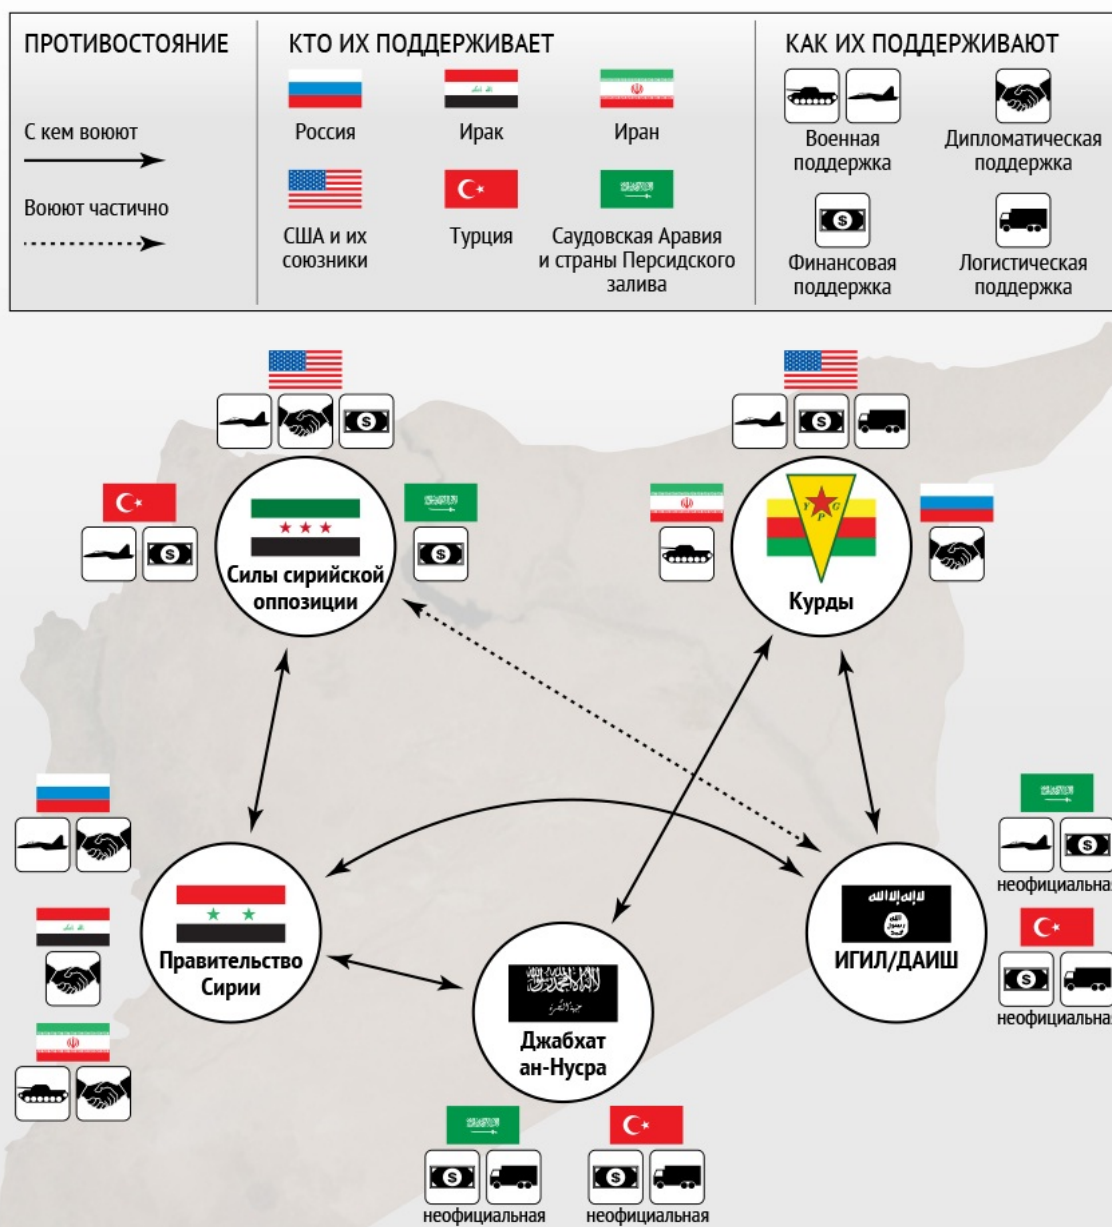 ПРОТИВОСТОЯНИЕ
С кем воюют
Воюют частично
КТО ИХ ПОДДЕРЖИВАЕТ
Россия
Ирак
Иран
США и их
союзники
Турция
Саудовская Аравия
и страны Персидского
залива
КАК ИХ ПОДДЕРЖИВАЮТ
Военная
поддержка
Дипломатическая
поддержка
Финансовая
поддержка
Логистическая
поддержка
Силы сирийской
оппозиции
Y P G
Курды
Правительство
Сирии
Джабхат
ан-Нусра
ИГИЛ/ДАИШ
неофициальная
неофициальная
неофициальная
неофициальная